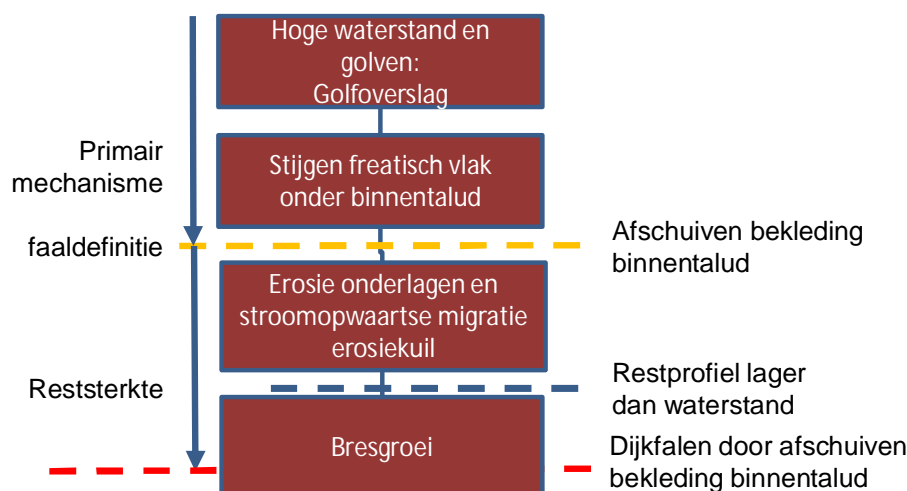 Hoge waterstand en
golven:
Golfoverslag
Primair
mechanisme
Stijgen freatisch vlak
onder binnentalud
faaldefinitie
Afschuiven bekleding
binnentalud
Erosie onderlagen en
stroomopwaartse migratie
erosiekuil
Reststerkte
Restprofiel lager
dan waterstand
Bresgroei
Dijkfalen door afschuiven
bekleding binnentalud